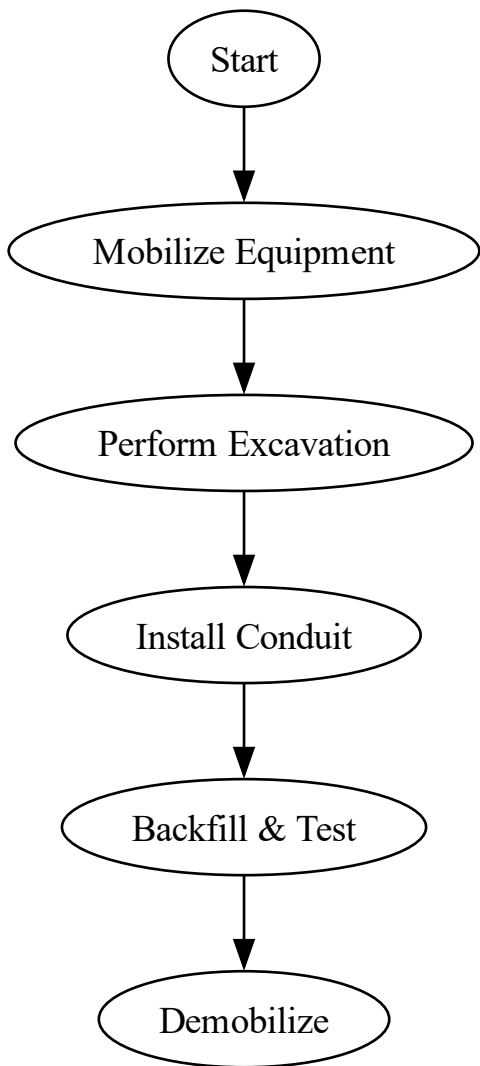 Start
Mobilize Equipment
Perform Excavation
Install Conduit
Backfill & Test
Demobilize